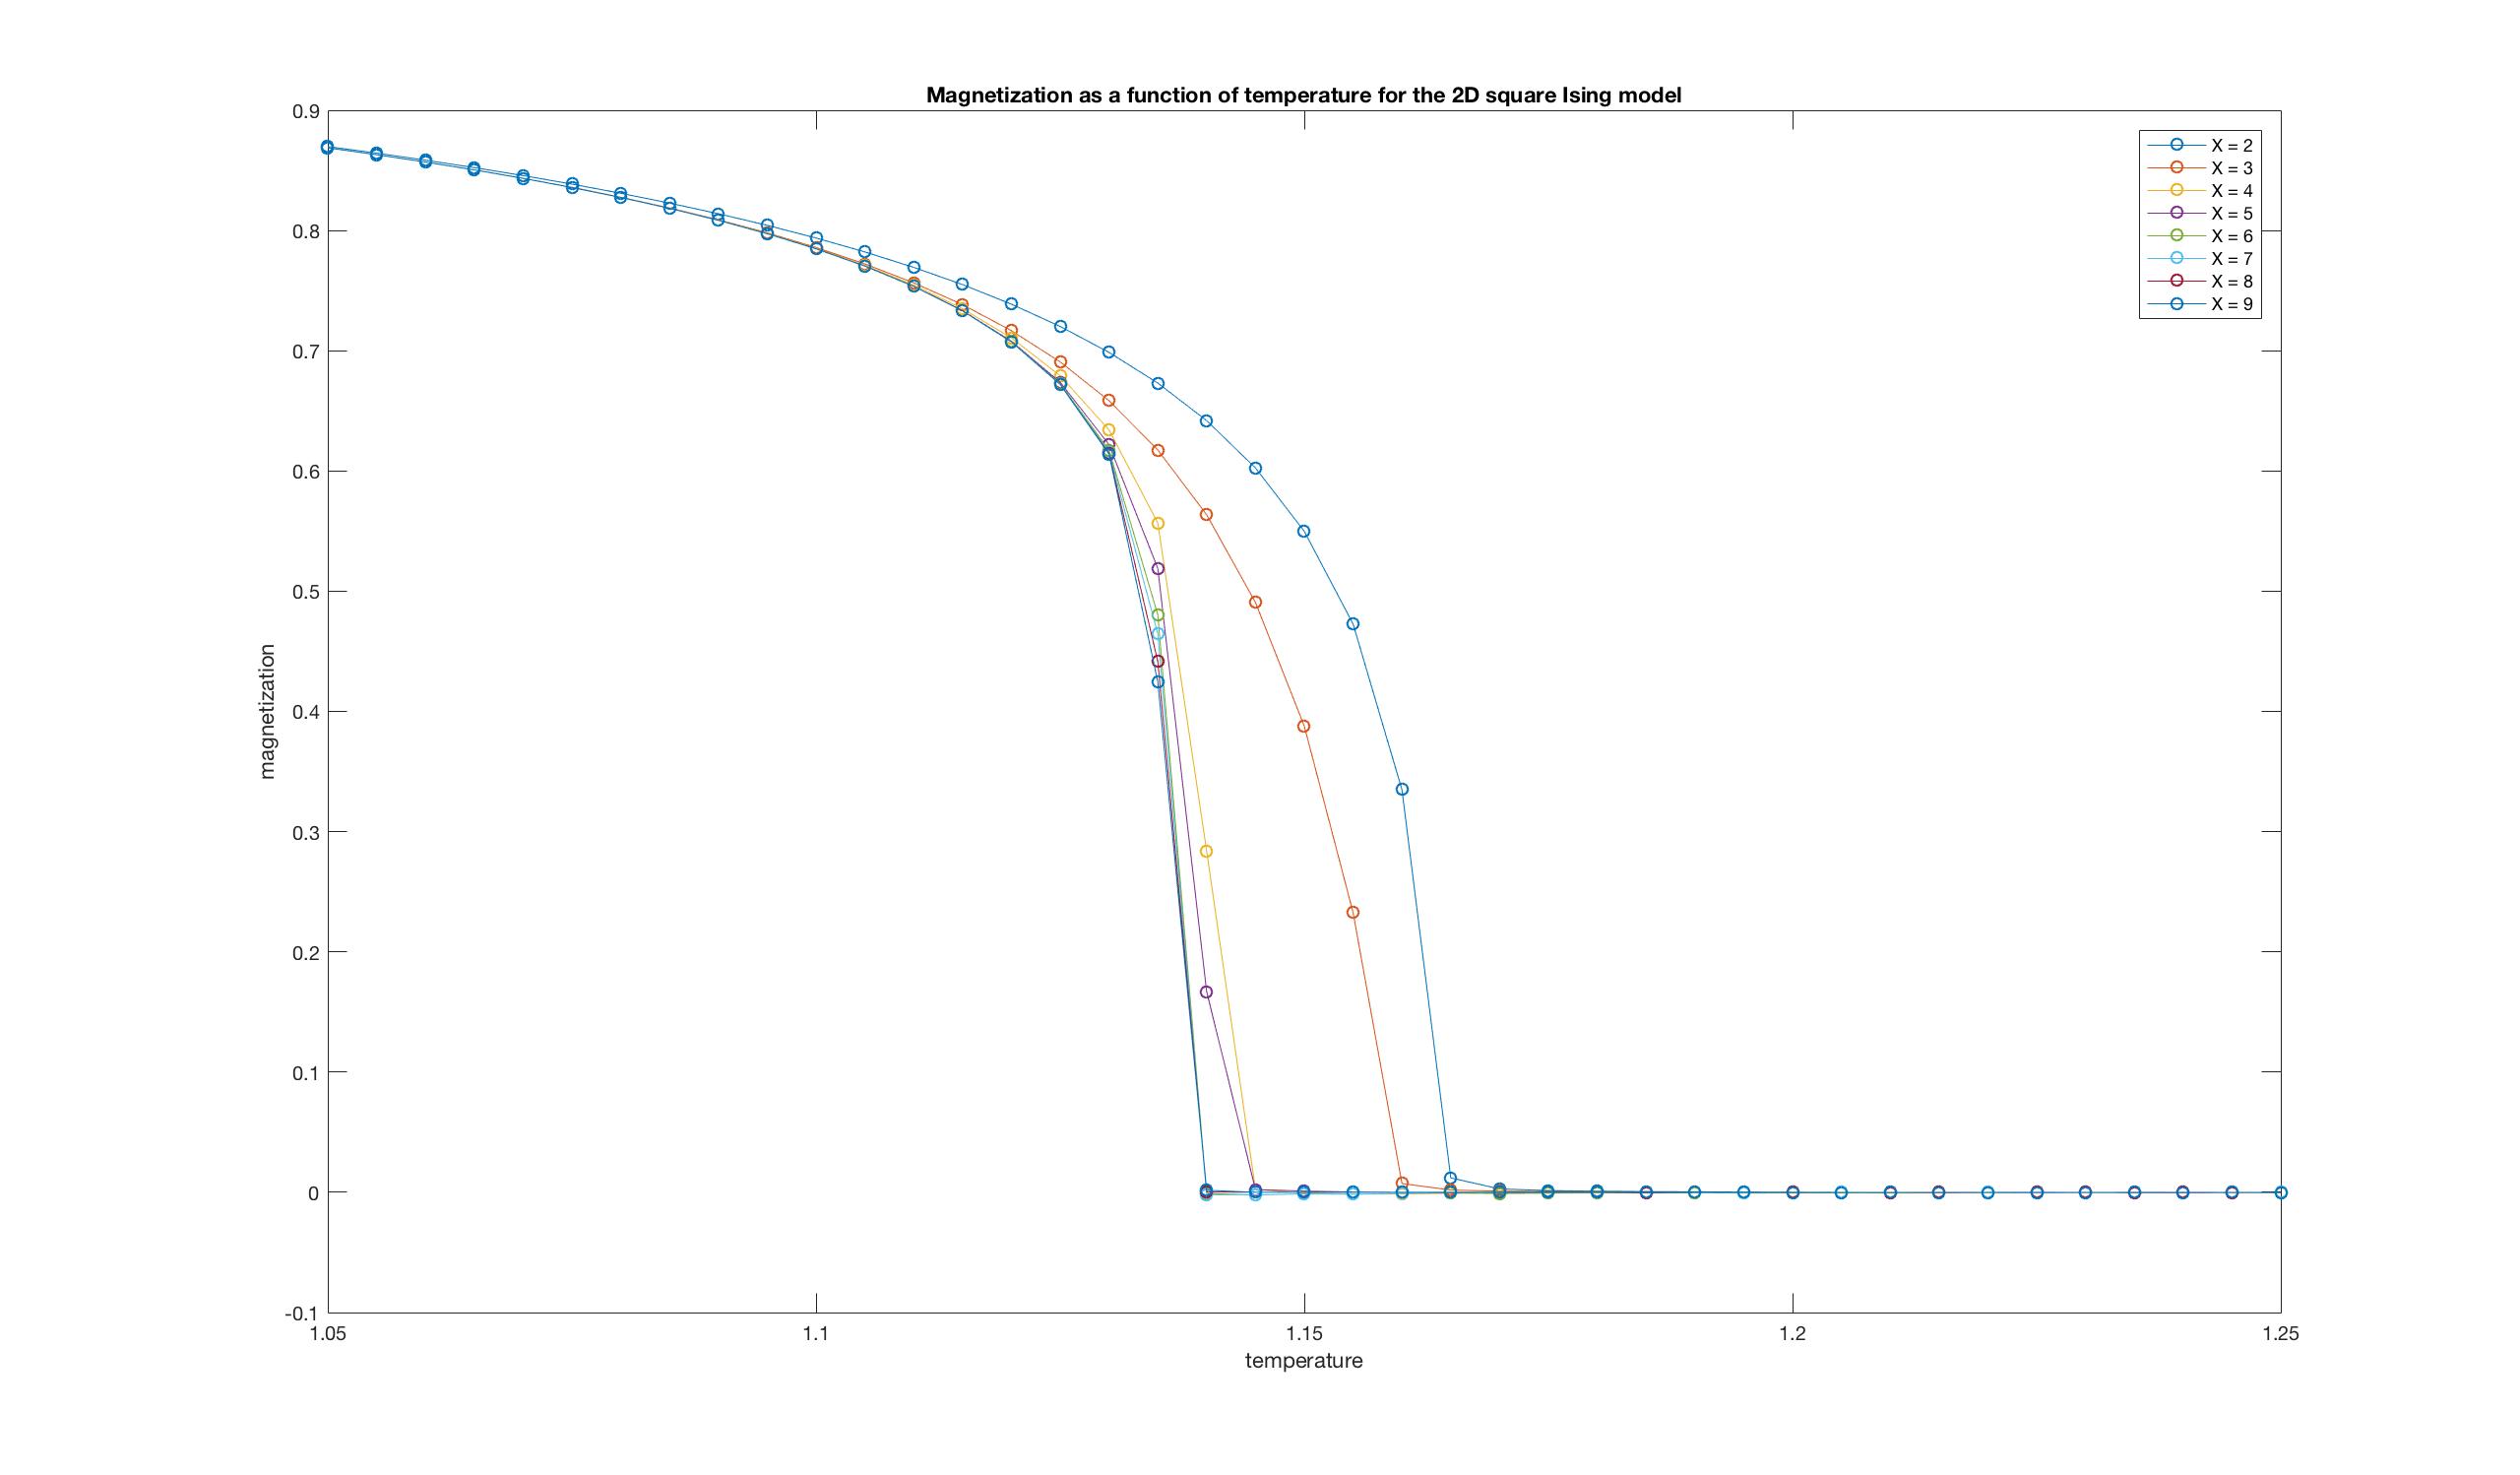 Magnetization as a function of temperature for the 2D square Ising model
0.9
0.8
0.7
0.6
0.5
0.4
0.3
0.2
0.1
0
-0.1
magnetization
1.05 1.1 1.15 1.2 1.25
temperature
X = 2
X = 3
X = 4
X = 5
X = 6
X = 7
X = 8
X = 9